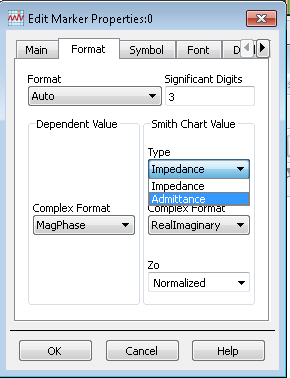 Edit Marker Properties:0
Main Format Symbol Font
Format Significant Digits
Auto 3
Dependent Value Smith Chart Value
Type
Impedance
Impedance
Admittance
Complex Format Complex Format
MagPhase RealImaginary
Zo
Normalized
OK Cancel Help